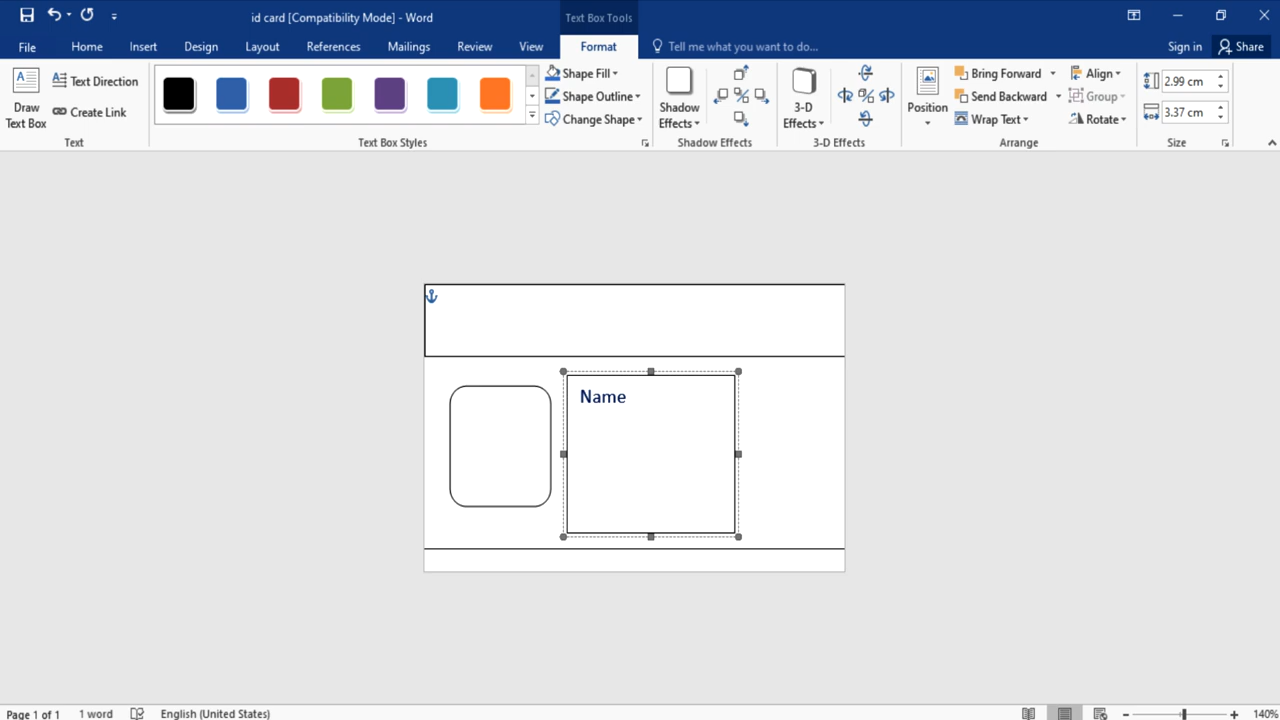 id card [Compatibility Mode] - Word
Text Box Tools
File
Home
Insert
Design
Layout
References
Mailings
Review
View
Format
Tell me what you want to do...
Sign in
Share
Draw
Text Box
Text Direction
Create Link
Text
Text Box Styles
Shape Fill
Shape Outline
Change Shape
Shadow
Effects
Shadow Effects
3-D
Effects
3-D Effects
Position
Bring Forward
Send Backward
Wrap Text
Align
Group
Rotate
Arrange
2.99 cm
3.37 cm
Size
Name
Page 1 of 1
1 word
English (United States)
140%